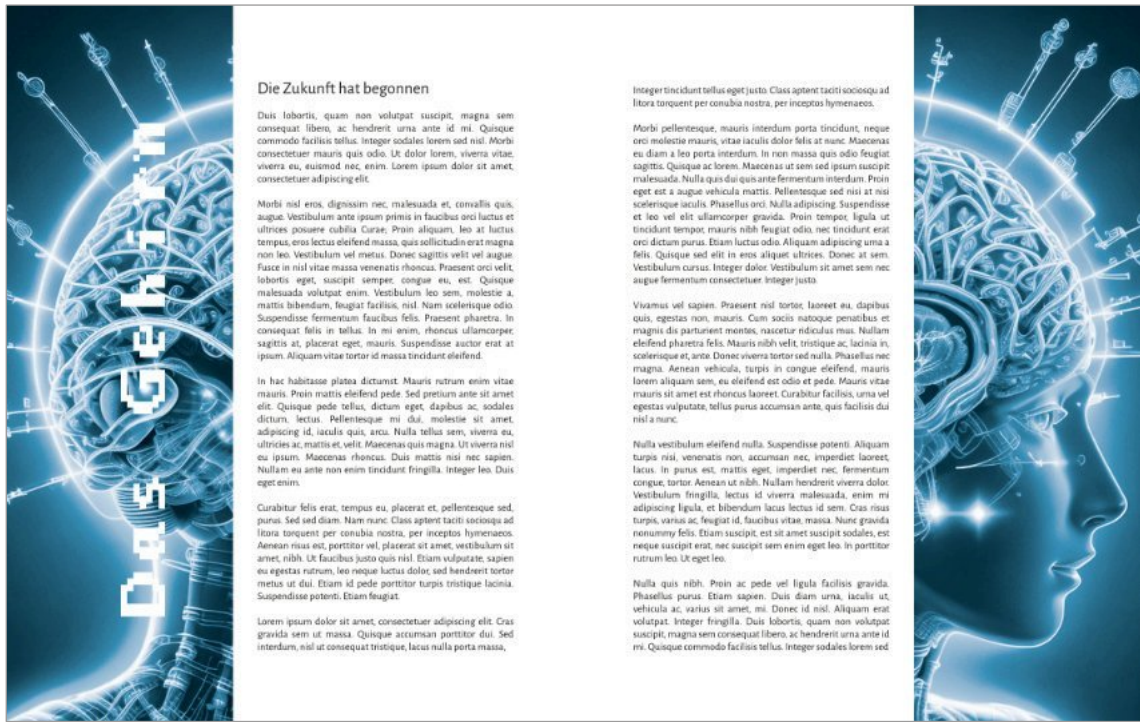 Das Gehirn
Die Zukunft hat begonnen
Duis lobortis, quam non volutpat suscipit, magna sem
consequat libero, ac hendrerit urna ante id mi. Quisque
commodo facilisis tellus. Integer sodales lorem sed nisl. Morbi
consectetuer mauris quis odio. Ut dolor lorem, viverra vitae,
viverra eu, euismod nec, enim. Lorem ipsum dolor sit amet,
consectetuer adipiscing elit.
Morbi nisl eros, dignissim nec, malesuada et, convallis quis,
augue. Vestibulum ante ipsum primis in faucibus orci luctus et
ultrices posuere cubilia Curae; Proin aliquam, leo at luctus
tempus, eros lectus eleifend massa, quis sollicitudin erat magna
non leo. Vestibulum vel metus. Donec sagittis velit vel augue.
Fusce in nisl vitae massa venenatis rhoncus. Praesent orci velit,
lobortis eget, suscipit semper, congue eu, est. Quisque
malesuada volutpat enim. Vestibulum leo sem, molestie a,
mattis bibendum, feugiat facilisis, nisl. Nam scelerisque odio.
Suspendisse fermentum faucibus felis. Praesent pharetra. In
consequat felis in tellus. In mi enim, rhoncus ullamcorper,
sagittis at, placerat eget, mauris. Suspendisse auctor erat at
ipsum. Aliquam vitae tortor id massa tincidunt eleifend.
In hac habitasse platea dictumst. Mauris rutrum enim vitae
mauris. Proin mattis eleifend pede. Sed pretium ante sit amet
elit. Quisque pede tellus, dictum eget, dapibus ac, sodales
dictum, lectus. Pellentesque mi dui, molestie sit amet,
adipiscing id, iaculis quis, arcu. Nulla tellus sem, viverra eu,
ultricies ac, mattis et, velit. Maecenas quis magna. Ut viverra nisl
eu ipsum. Maecenas rhoncus. Duis mattis nisi nec sapien.
Nullam eu ante non enim tincidunt fringilla. Integer leo. Duis
eget enim.
Curabitur felis erat, tempus eu, placerat et, pellentesque sed,
purus. Sed sed diam. Nam nunc. Class aptent taciti sociosqu ad
litora torquent per conubia nostra, per inceptos hymenaeos.
Aenean risus est, porttitor vel, placerat sit amet, vestibulum sit
amet, nibh. Ut faucibus justo quis nisl. Etiam vulputate, sapien
eu egestas rutrum, leo neque luctus dolor, sed hendrerit tortor
metus ut dui. Etiam id pede porttitor turpis tristique lacinia.
Suspendisse potenti. Etiam feugiat.
Lorem ipsum dolor sit amet, consectetuer adipiscing elit. Cras
gravida sem ut massa. Quisque accumsan porttitor dui. Sed
interdum, nisl ut consequat tristique, lacus nulla porta massa,
Integer tincidunt tellus eget justo. Class aptent taciti sociosqu ad
litora torquent per conubia nostra, per inceptos hymenaeos.
Morbi pellentesque, mauris interdum porta tincidunt, neque
orci molestie mauris, vitae iaculis dolor felis at nunc. Maecenas
eu diam a leo porta interdum. In non massa quis odio feugiat
sagittis. Quisque ac lorem. Maecenas ut sem sed ipsum suscipit
malesuada. Nulla quis dui quis ante fermentum interdum. Proin
eget est a augue vehicula mattis. Pellentesque sed nisi at nisi
scelerisque iaculis. Phasellus orci. Nulla adipiscing. Suspendisse
et leo vel elit ullamcorper gravida. Proin tempor, ligula ut
tincidunt tempor, mauris nibh feugiat odio, nec tincidunt erat
orci dictum purus. Etiam luctus odio. Aliquam adipiscing urna a
felis. Quisque sed elit in eros aliquet ultrices. Donec at sem.
Vestibulum cursus. Integer dolor. Vestibulum sit amet sem nec
augue fermentum consectetuer. Integer justo.
Vivamus vel sapien. Praesent nisl tortor, laoreet eu, dapibus
quis, egestas non, mauris. Cum sociis natoque penatibus et
magnis dis parturient montes, nascetur ridiculus mus. Nullam
eleifend pharetra felis. Mauris nibh velit, tristique ac, lacinia in,
scelerisque et, ante. Donec viverra tortor sed nulla. Phasellus nec
magna. Aenean vehicula, turpis in congue eleifend, mauris
lorem aliquam sem, eu eleifend est odio et pede. Mauris vitae
mauris sit amet est rhoncus laoreet. Curabitur facilisis, urna vel
egestas vulputate, tellus purus accumsan ante, quis facilisis dui
nisl a nunc.
Nulla vestibulum eleifend nulla. Suspendisse potenti. Aliquam
turpis nisi, venenatis non, accumsan nec, imperdiet laoreet,
lacus. In purus est, mattis eget, imperdiet nec, fermentum
congue, tortor. Aenean ut nibh. Nullam hendrerit viverra dolor.
Vestibulum fringilla, lectus id viverra malesuada, enim mi
adipiscing ligula, et bibendum lacus lectus id sem. Cras risus
turpis, varius ac, feugiat id, faucibus vitae, massa. Nunc gravida
nonummy felis. Etiam suscipit, est sit amet suscipit sodales, est
neque suscipit erat, nec suscipit sem enim eget leo. In porttitor
rutrum leo. Ut eget leo.
Nulla quis nibh. Proin ac pede vel ligula facilisis gravida.
Phasellus purus. Etiam sapien. Duis diam urna, iaculis ut,
vehicula ac, varius sit amet, mi. Donec id nisl. Aliquam erat
volutpat. Integer fringilla. Duis lobortis, quam non volutpat
suscipit, magna sem consequat libero, ac hendrerit urna ante id
mi. Quisque commodo facilisis tellus. Integer sodales lorem sed